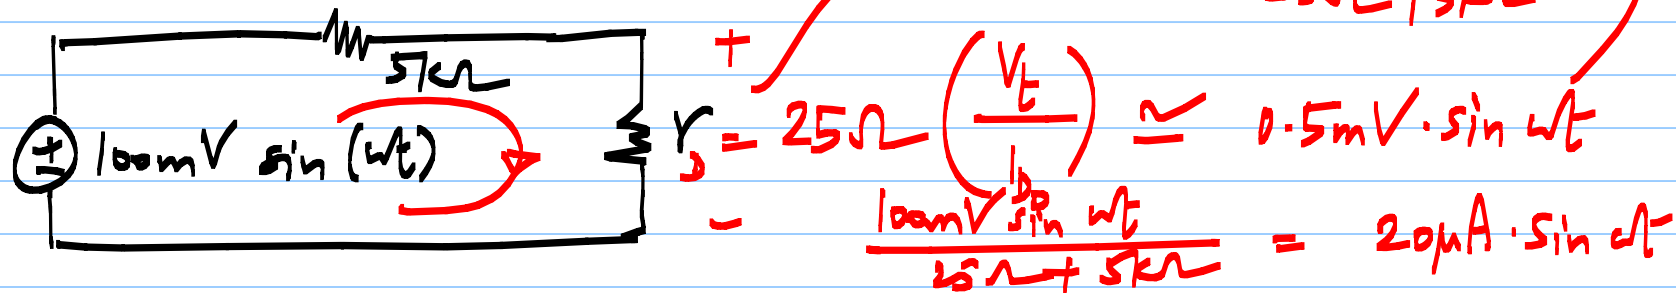 5kΩ
100mV sin (ωt)
+
r_D = 25Ω (V_t / I_D0) ≃ 0.5mV · sin ωt
−
100mV sin ωt / 25Ω + 5kΩ = 20μA · sin ωt